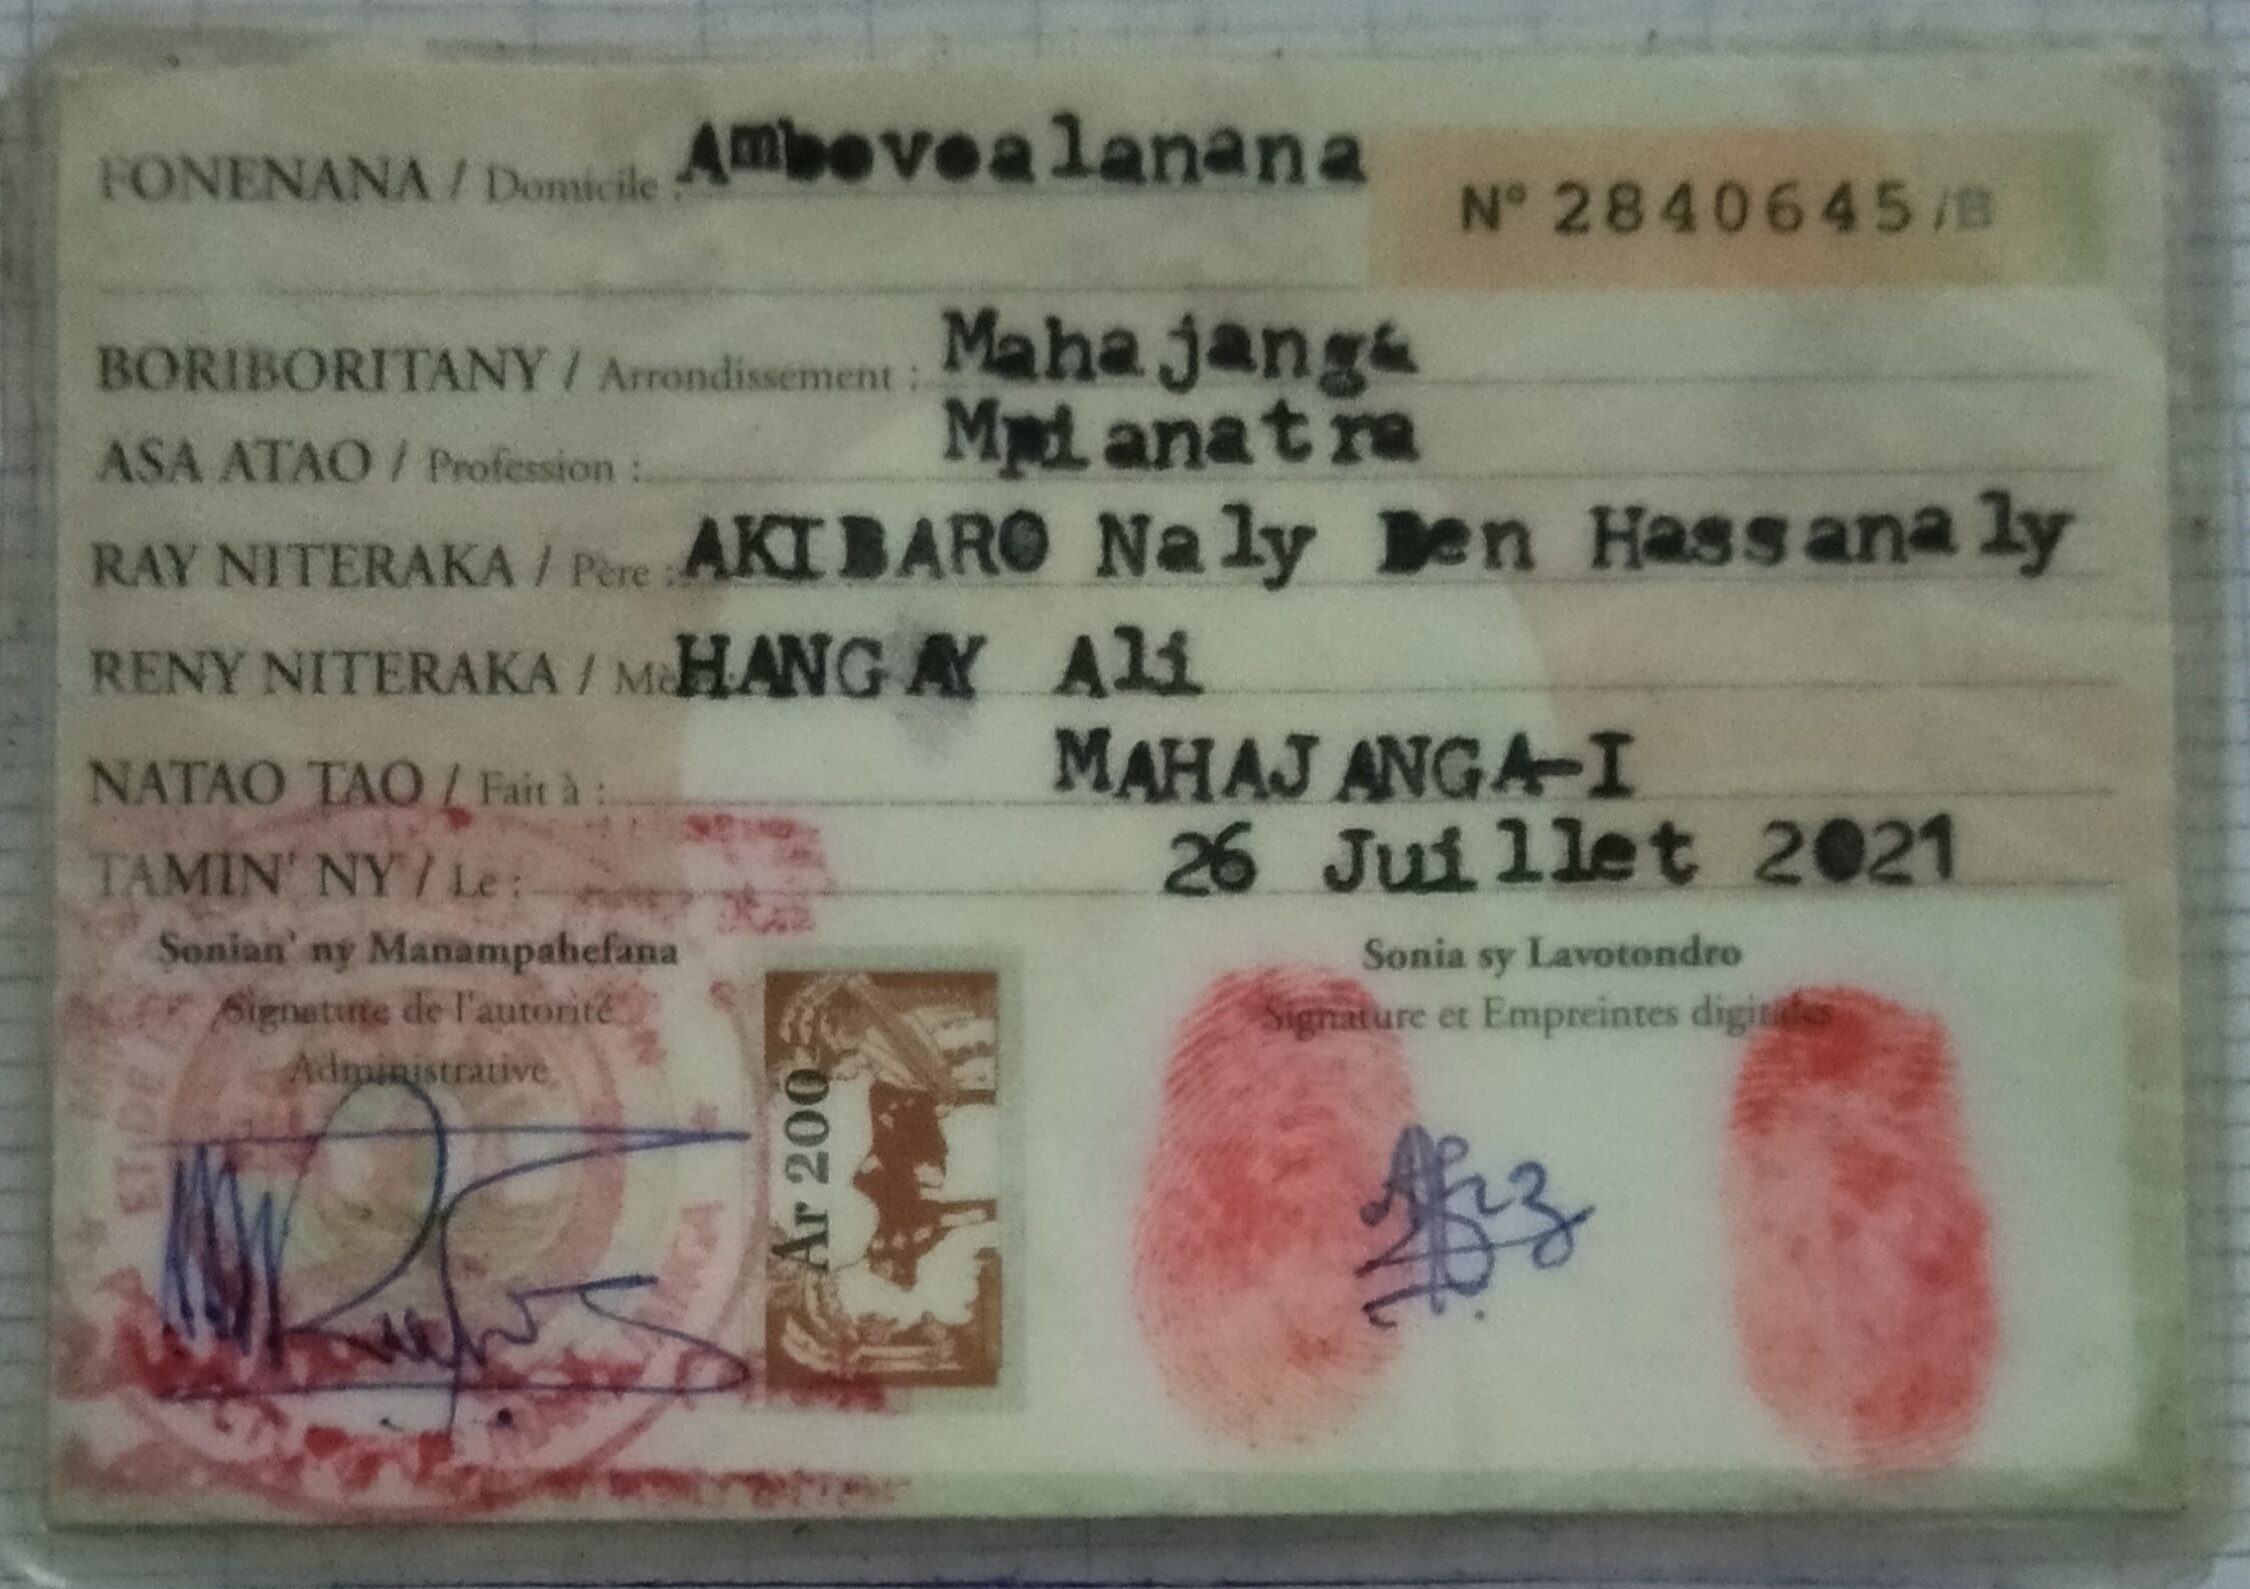 FONENANA / Domicile : Ambovoalanana
N° 2840645/B
BORIBORITANY / Arrondissement : Mahajanga
ASA ATAO / Profession : Mpianatra
RAY NITERAKA / Père : AKIBARO Naly Ben Hassanaly
RENY NITERAKA / Mè HANGAY Ali
NATAO TAO / Fait à : MAHAJANGA-I
TAMIN' NY / Le : 26 Juillet 2021
Sonian' ny Manampahefana
Signature de l'autorité
Administrative
Ar 200
Sonia sy Lavotondro
Signature et Empreintes digitales